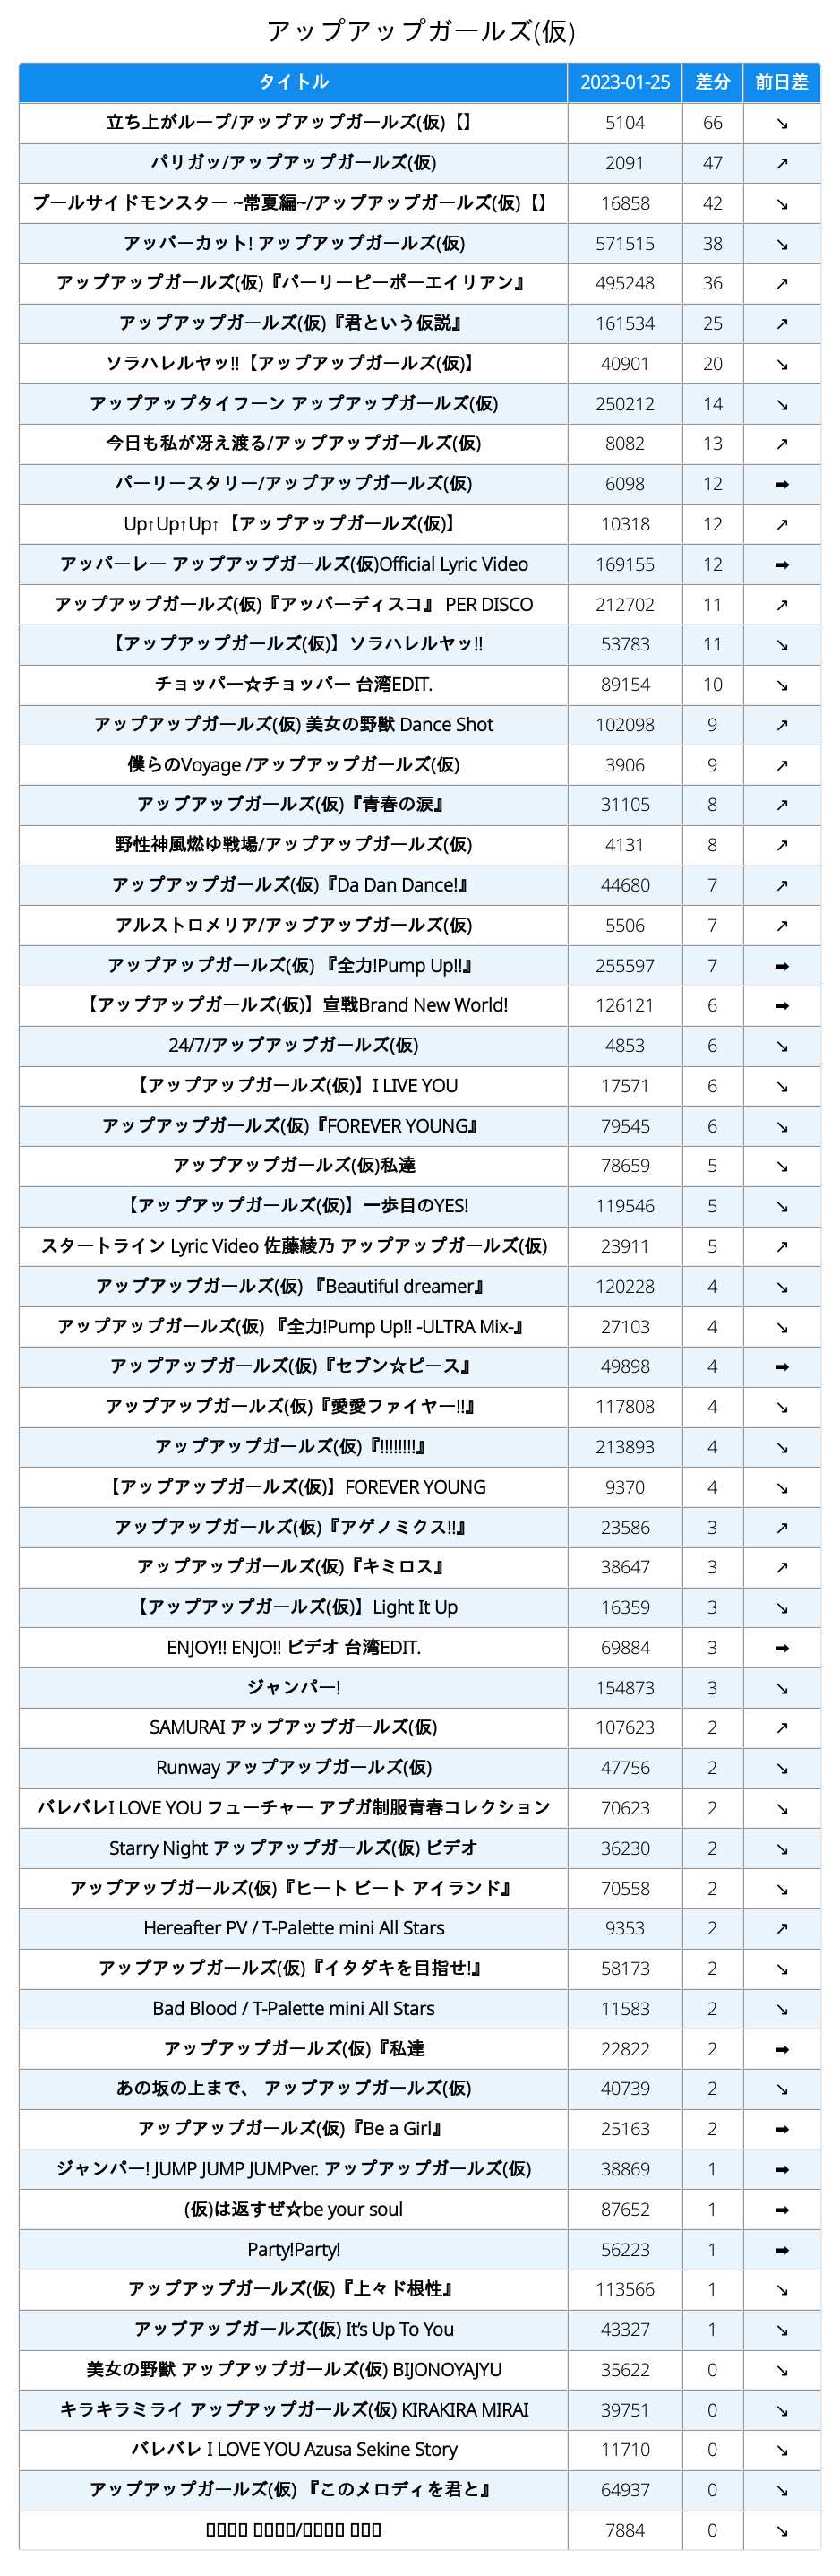 アップアップガールズ(仮)
タイトル 2023-01-25 差分 前日差
立ち上がループ/アップアップガールズ(仮)【】 5104 66 ↘
パリガッ/アップアップガールズ(仮) 2091 47 ↗
プールサイドモンスター ~常夏編~/アップアップガールズ(仮)【】 16858 42 ↘
アッパーカット! アップアップガールズ(仮) 571515 38 ↘
アップアップガールズ(仮)『パーリーピーポーエイリアン』 495248 36 ↗
アップアップガールズ(仮)『君という仮説』 161534 25 ↗
ソラハレルヤッ!!【アップアップガールズ(仮)】 40901 20 ↘
アップアップタイフーン アップアップガールズ(仮) 250212 14 ↘
今日も私が冴え渡る/アップアップガールズ(仮) 8082 13 ↗
パーリースタリー/アップアップガールズ(仮) 6098 12 ➡
Up↑Up↑Up↑【アップアップガールズ(仮)】 10318 12 ↗
アッパーレー アップアップガールズ(仮)Official Lyric Video 169155 12 ➡
アップアップガールズ(仮)『アッパーディスコ』 PER DISCO 212702 11 ↗
【アップアップガールズ(仮)】ソラハレルヤッ!! 53783 11 ↘
チョッパー☆チョッパー 台湾EDIT. 89154 10 ↘
アップアップガールズ(仮) 美女の野獣 Dance Shot 102098 9 ↗
僕らのVoyage /アップアップガールズ(仮) 3906 9 ↗
アップアップガールズ(仮)『青春の涙』 31105 8 ↗
野性神風燃ゆ戦場/アップアップガールズ(仮) 4131 8 ↗
アップアップガールズ(仮)『Da Dan Dance!』 44680 7 ↗
アルストロメリア/アップアップガールズ(仮) 5506 7 ↗
アップアップガールズ(仮) 『全力!Pump Up!!』 255597 7 ➡
【アップアップガールズ(仮)】宣戦Brand New World! 126121 6 ➡
24/7/アップアップガールズ(仮) 4853 6 ↘
【アップアップガールズ(仮)】I LIVE YOU 17571 6 ↘
アップアップガールズ(仮)『FOREVER YOUNG』 79545 6 ↘
アップアップガールズ(仮)私達 78659 5 ↘
【アップアップガールズ(仮)】一歩目のYES! 119546 5 ↘
スタートライン Lyric Video 佐藤綾乃 アップアップガールズ(仮) 23911 5 ↗
アップアップガールズ(仮) 『Beautiful dreamer』 120228 4 ↘
アップアップガールズ(仮) 『全力!Pump Up!! -ULTRA Mix-』 27103 4 ↘
アップアップガールズ(仮)『セブン☆ピース』 49898 4 ➡
アップアップガールズ(仮)『愛愛ファイヤー!!』 117808 4 ↘
アップアップガールズ(仮)『!!!!!!!!』 213893 4 ↘
【アップアップガールズ(仮)】FOREVER YOUNG 9370 4 ↘
アップアップガールズ(仮)『アゲノミクス!!』 23586 3 ↗
アップアップガールズ(仮)『キミロス』 38647 3 ↗
【アップアップガールズ(仮)】Light It Up 16359 3 ↘
ENJOY!! ENJO!! ビデオ 台湾EDIT. 69884 3 ➡
ジャンパー! 154873 3 ↘
SAMURAI アップアップガールズ(仮) 107623 2 ↗
Runway アップアップガールズ(仮) 47756 2 ↘
バレバレI LOVE YOU フューチャー アプガ制服青春コレクション 70623 2 ↘
Starry Night アップアップガールズ(仮) ビデオ 36230 2 ↘
アップアップガールズ(仮)『ヒート ビート アイランド』 70558 2 ↘
Hereafter PV / T-Palette mini All Stars 9353 2 ↗
アップアップガールズ(仮)『イタダキを目指せ!』 58173 2 ↘
Bad Blood / T-Palette mini All Stars 11583 2 ↘
アップアップガールズ(仮)『私達 22822 2 ➡
あの坂の上まで、 アップアップガールズ(仮) 40739 2 ↘
アップアップガールズ(仮)『Be a Girl』 25163 2 ➡
ジャンパー! JUMP JUMP JUMPver. アップアップガールズ(仮) 38869 1 ➡
(仮)は返すぜ☆be your soul 87652 1 ➡
Party!Party! 56223 1 ➡
アップアップガールズ(仮)『上々ド根性』 113566 1 ↘
アップアップガールズ(仮) It's Up To You 43327 1 ↘
美女の野獣 アップアップガールズ(仮) BIJONOYAJYU 35622 0 ↘
キラキラミライ アップアップガールズ(仮) KIRAKIRA MIRAI 39751 0 ↘
バレバレ I LOVE YOU Azusa Sekine Story 11710 0 ↘
アップアップガールズ(仮) 『このメロディを君と』 64937 0 ↘
7884 0 ↘